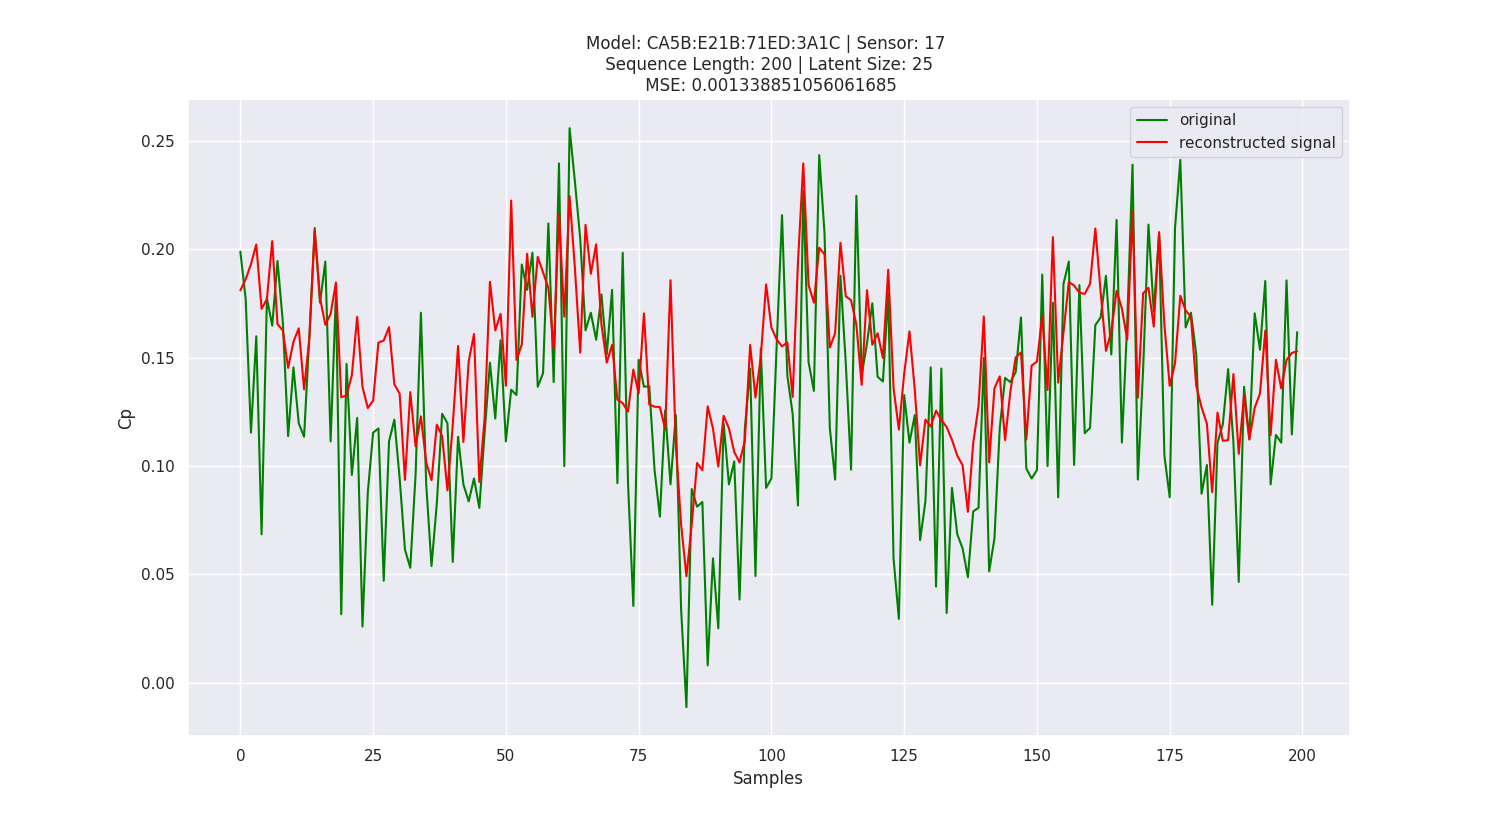 Model: CA5B:E21B:71ED:3A1C | Sensor: 17
Sequence Length: 200 | Latent Size: 25
MSE: 0.001338851056061685
original
reconstructed signal
0.25
0.20
0.15
0.10
0.05
0.00
Cp
0 25 50 75 100 125 150 175 200
Samples